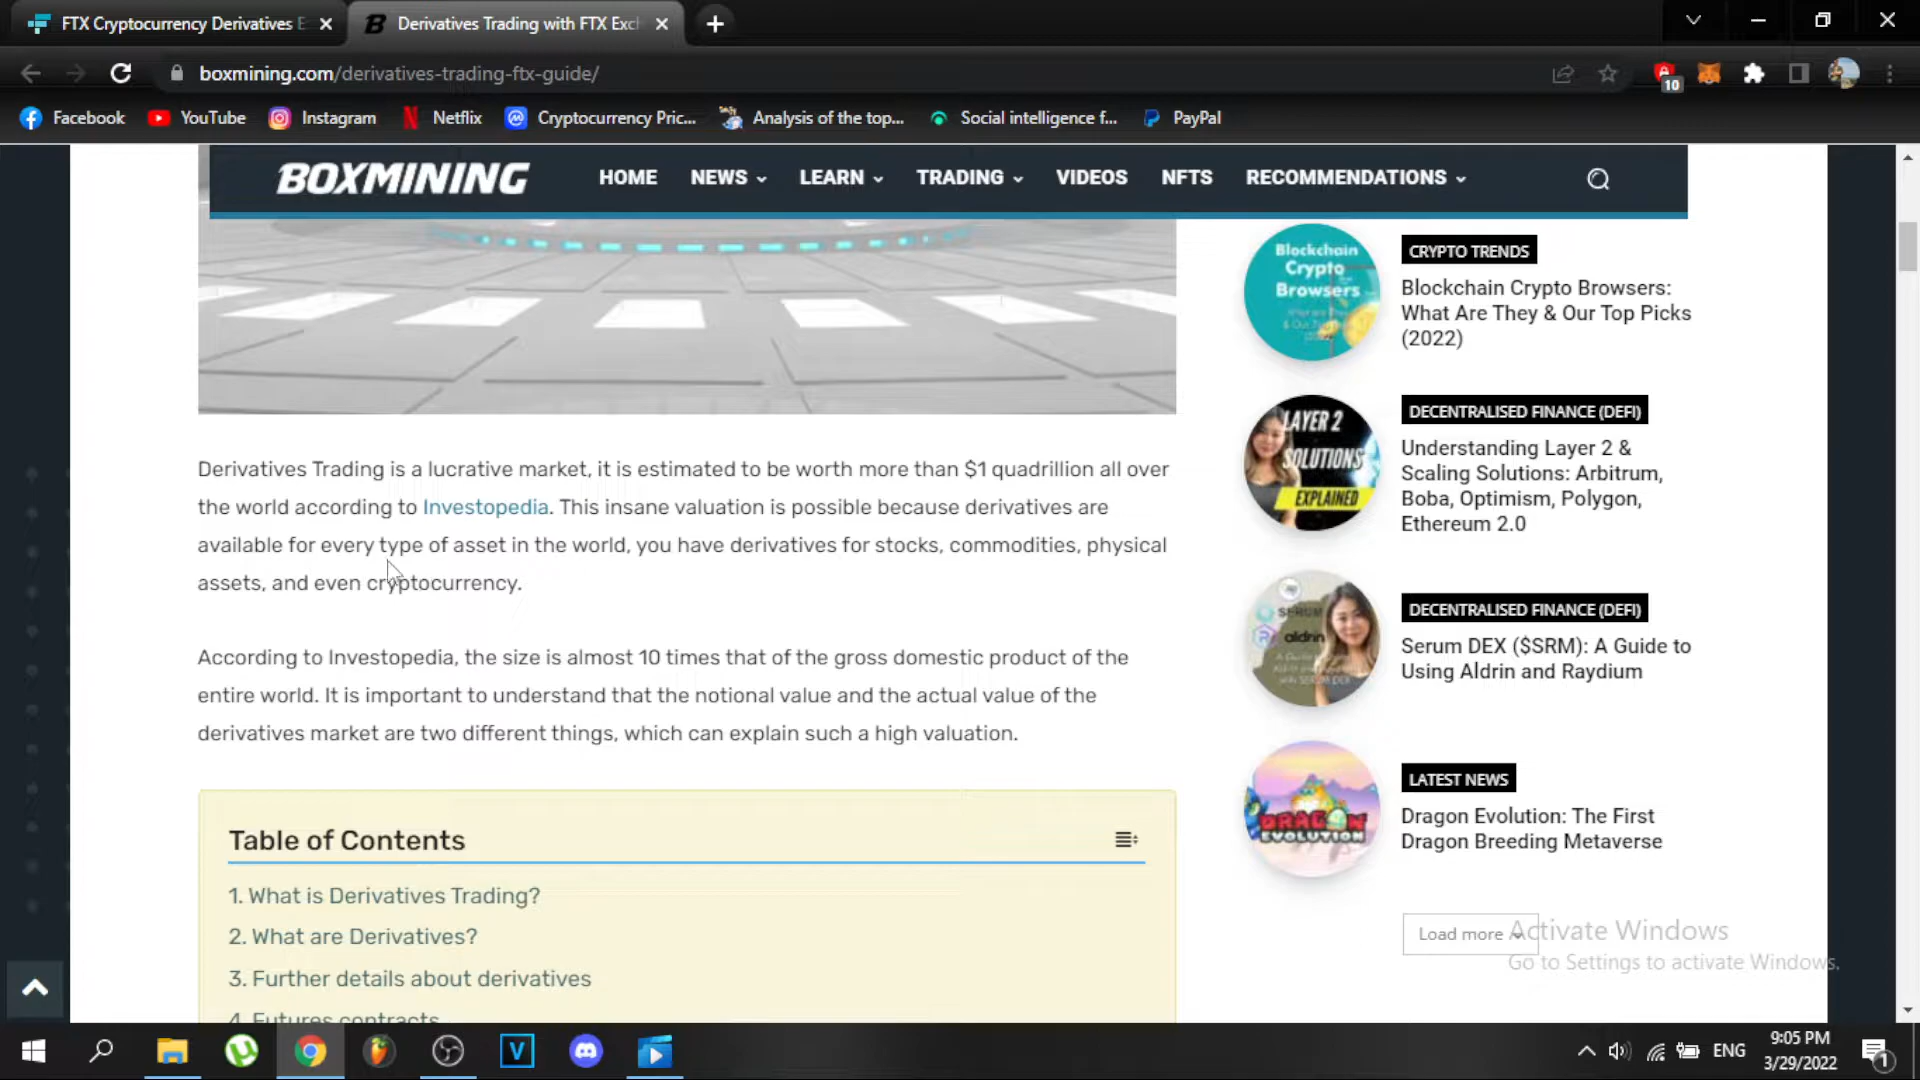 FTX Cryptocurrency Derivatives E
Derivatives Trading with FTX Exc
boxmining.com/derivatives-trading-ftx-guide/
10
Facebook
YouTube
Instagram
Netflix
Cryptocurrency Pric...
Analysis of the top...
Social intelligence f...
PayPal
BOXMINING
HOME
NEWS
LEARN
TRADING
VIDEOS
NFTS
RECOMMENDATIONS
Derivatives Trading is a lucrative market, it is estimated to be worth more than $1 quadrillion all over
the world according to Investopedia. This insane valuation is possible because derivatives are
available for every type of asset in the world, you have derivatives for stocks, commodities, physical
assets, and even cryptocurrency.
According to Investopedia, the size is almost 10 times that of the gross domestic product of the
entire world. It is important to understand that the notional value and the actual value of the
derivatives market are two different things, which can explain such a high valuation.
Table of Contents
1. What is Derivatives Trading?
2. What are Derivatives?
3. Further details about derivatives
4. Futures contracts
Blockchain
Crypto
Browsers:
CRYPTO TRENDS
Blockchain Crypto Browsers:
What Are They & Our Top Picks
(2022)
LAYER 2
SOLUTIONS
EXPLAINED
DECENTRALISED FINANCE (DEFI)
Understanding Layer 2 &
Scaling Solutions: Arbitrum,
Boba, Optimism, Polygon,
Ethereum 2.0
SERUM
aldrin
DECENTRALISED FINANCE (DEFI)
Serum DEX ($SRM): A Guide to
Using Aldrin and Raydium
DRAGON
EVOLUTION
LATEST NEWS
Dragon Evolution: The First
Dragon Breeding Metaverse
Load more
Activate Windows
Go to Settings to activate Windows.
V
ENG
9:05 PM
3/29/2022
1